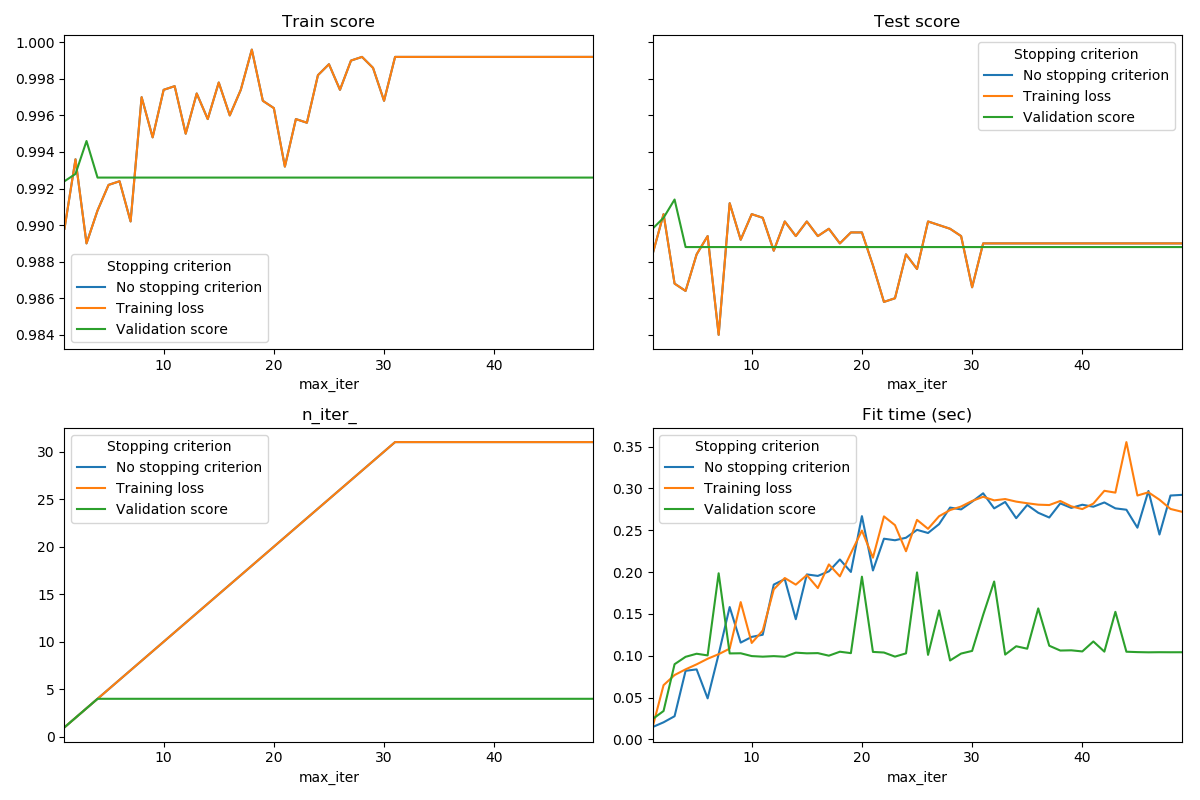 Train score
1.000
0.998
0.996
0.994
0.992
0.990
0.988
0.986
0.984
Stopping criterion
No stopping criterion
Training loss
Validation score
10
20
30
40
max_iter
Test score
Stopping criterion
No stopping criterion
Training loss
Validation score
10
20
30
40
max_iter
n_iter_
30
25
20
15
10
5
0
Stopping criterion
No stopping criterion
Training loss
Validation score
10
20
30
40
max_iter
Fit time (sec)
0.35
0.30
0.25
0.20
0.15
0.10
0.05
0.00
Stopping criterion
No stopping criterion
Training loss
Validation score
10
20
30
40
max_iter